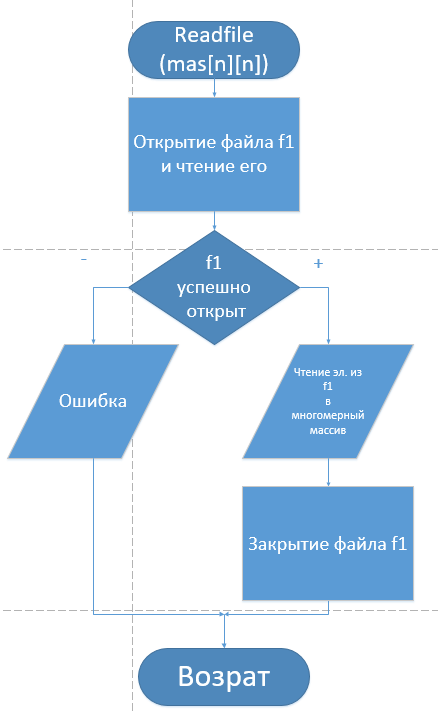 Readfile
(mas[n][n])
Открытие файла f1
и чтение его
-
+
f1
успешно
открыт
Ошибка
Чтение эл. из
f1
в
многомерный
массив
Закрытие файла f1
Возрат